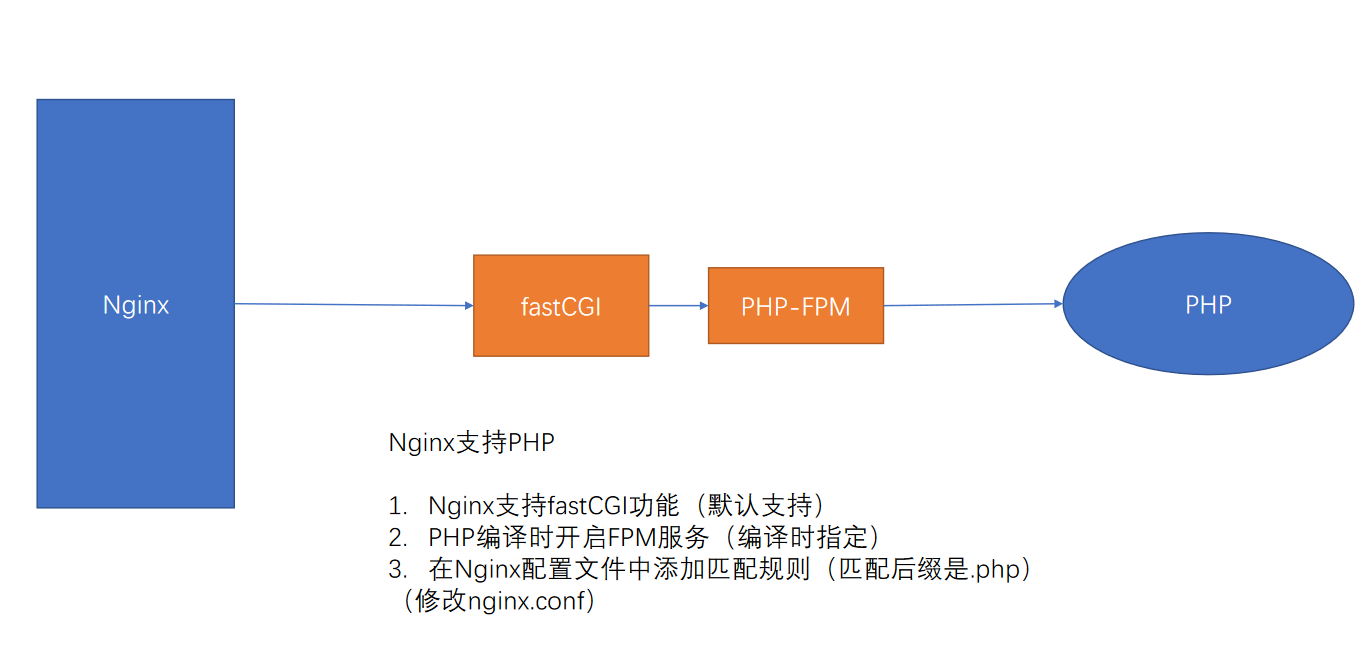 Nginx
fastCGI
PHP-FPM
PHP
Nginx支持PHP
1. Nginx支持fastCGI功能（默认支持）
2. PHP编译时开启FPM服务（编译时指定）
3. 在Nginx配置文件中添加匹配规则（匹配后缀是.php）
（修改nginx.conf）